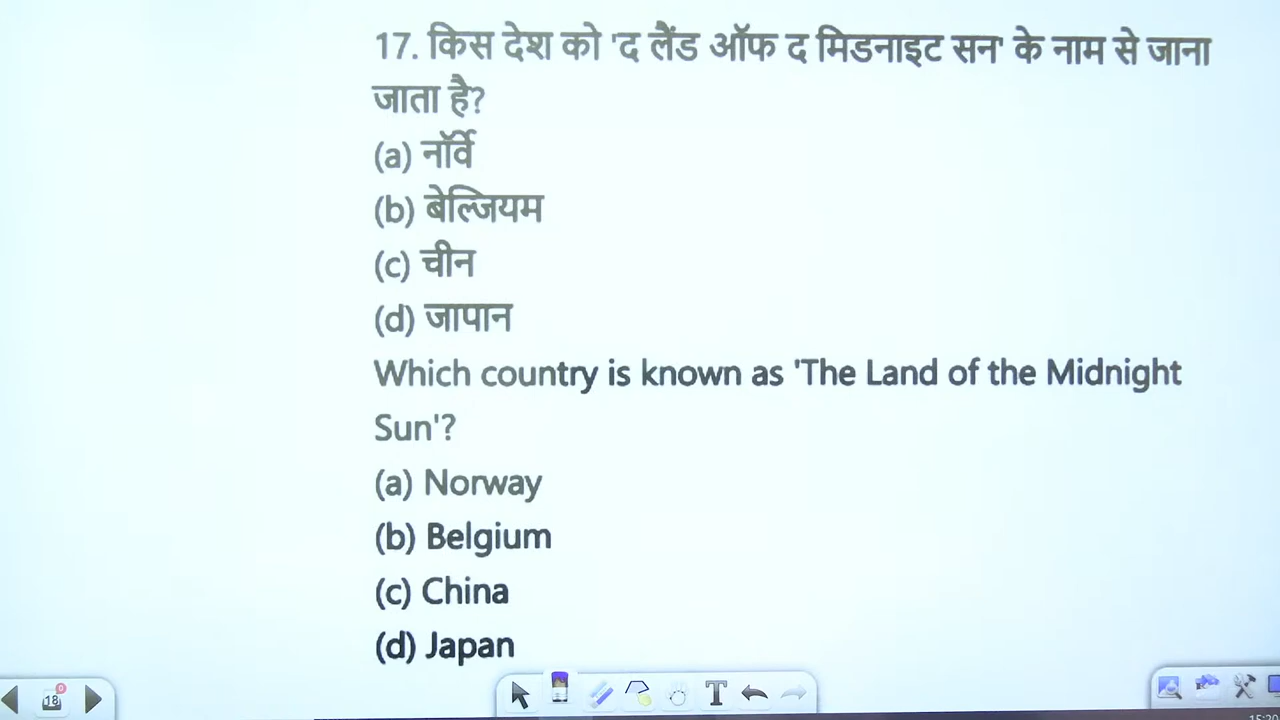 17. किस देश को 'द लैंड ऑफ द मिडनाइट सन' के नाम से जाना
जाता है?
(a) नॉर्वे
(b) बेल्जियम
(c) चीन
(d) जापान
Which country is known as 'The Land of the Midnight
Sun'?
(a) Norway
(b) Belgium
(c) China
(d) Japan
18
T